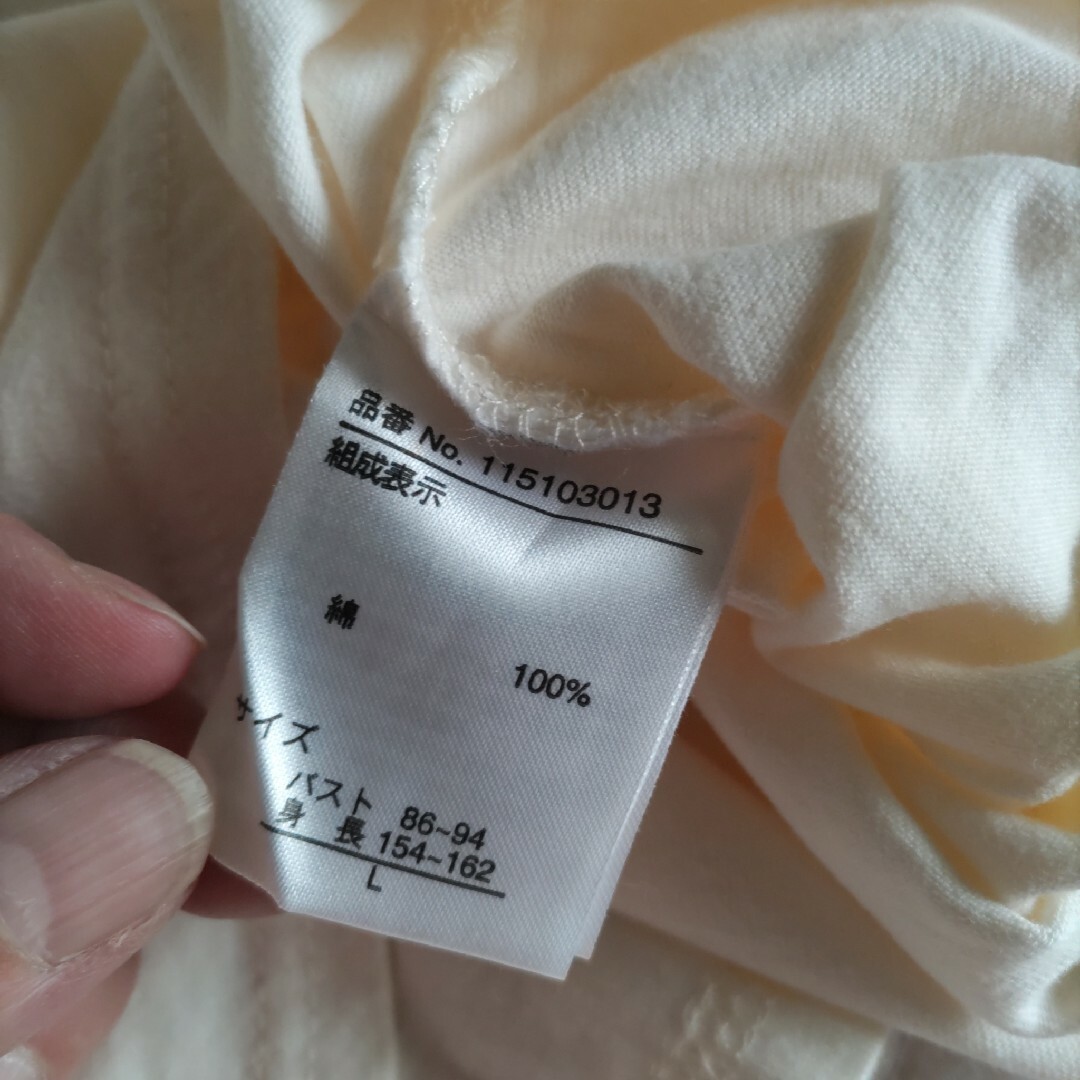 品番 No. 115103013
組成表示
綿 100%
サイズ
バスト 86~94
身 長 154~162
L